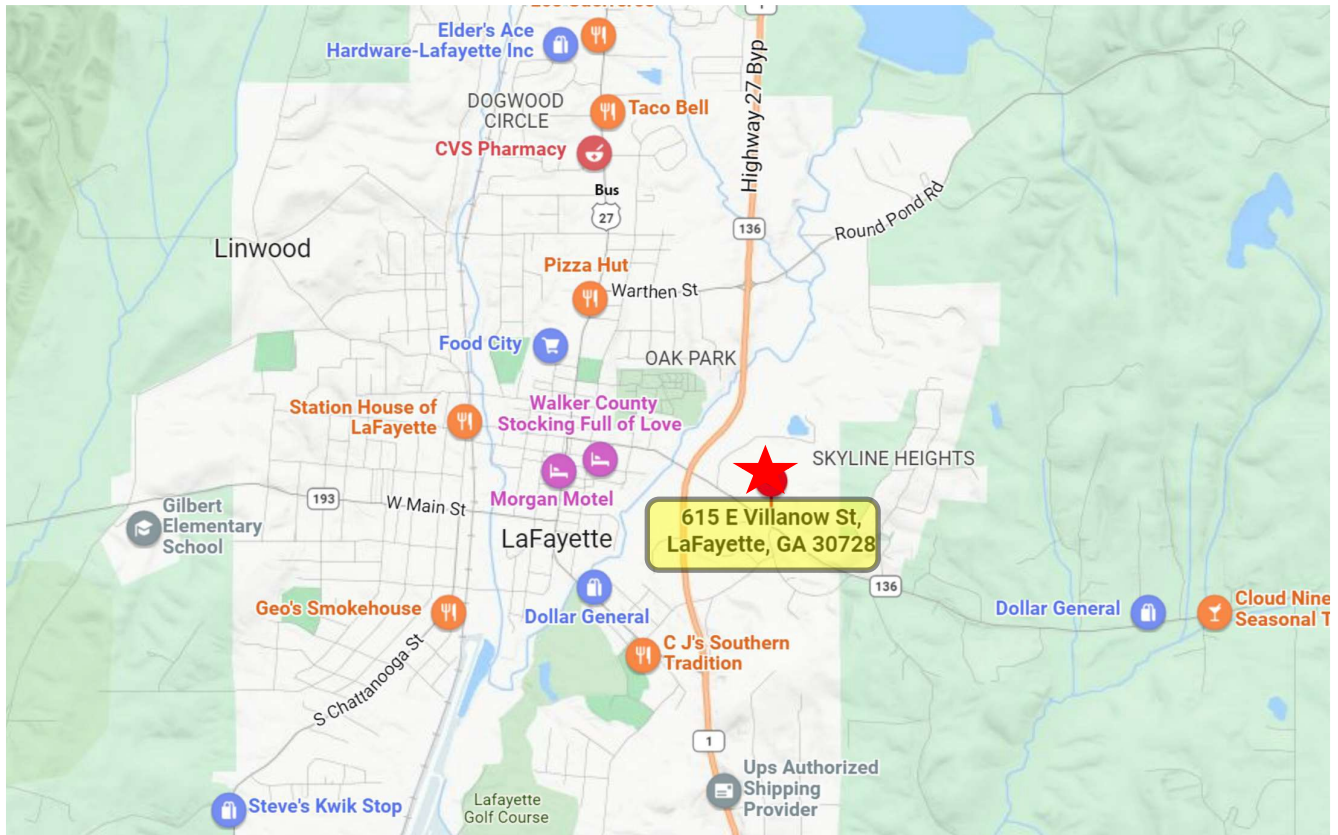 Elder's Ace
Hardware-Lafayette Inc
1
DOGWOOD
CIRCLE
Taco Bell
CVS Pharmacy
Highway 27 Byp
Bus
27
136
Round Pond Rd
Linwood
Pizza Hut
Warthen St
Food City
OAK PARK
Walker County
Stocking Full of Love
Station House of
LaFayette
SKYLINE HEIGHTS
Morgan Motel
193
W Main St
Gilbert
Elementary
School
615 E Villanow St,
LaFayette, GA 30728
LaFayette
136
Dollar General
Geo's Smokehouse
Dollar General
Cloud Nine
Seasonal T
C J's Southern
Tradition
S Chattanooga St
1
Ups Authorized
Shipping
Provider
Steve's Kwik Stop
Lafayette
Golf Course